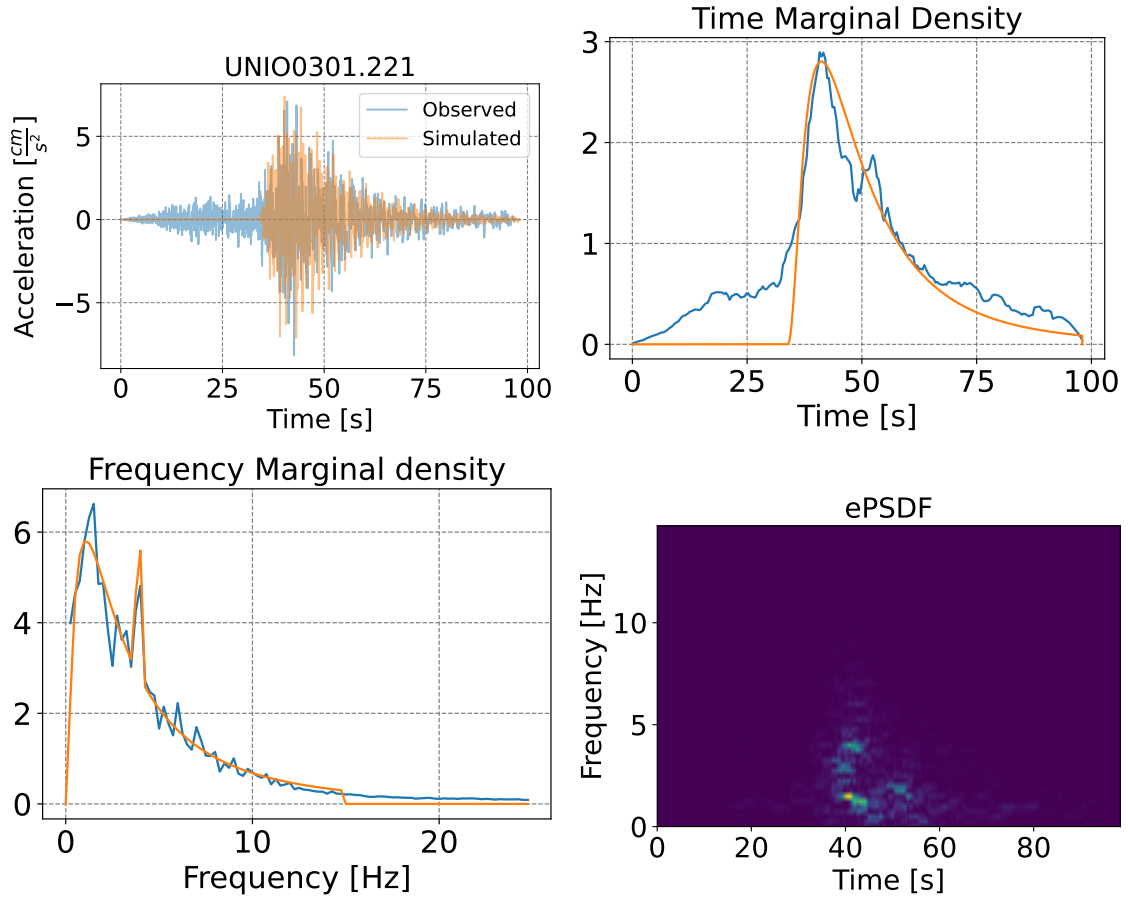 UNIO0301.221
Observed
Simulated
Acceleration [cm/s²]
5
0
−5
0
25
50
75
100
Time [s]
Time Marginal Density
3
2
1
0
0
25
50
75
100
Time [s]
Frequency Marginal density
6
4
2
0
0
10
20
Frequency [Hz]
ePSDF
Frequency [Hz]
10
5
0
0
20
40
60
80
Time [s]